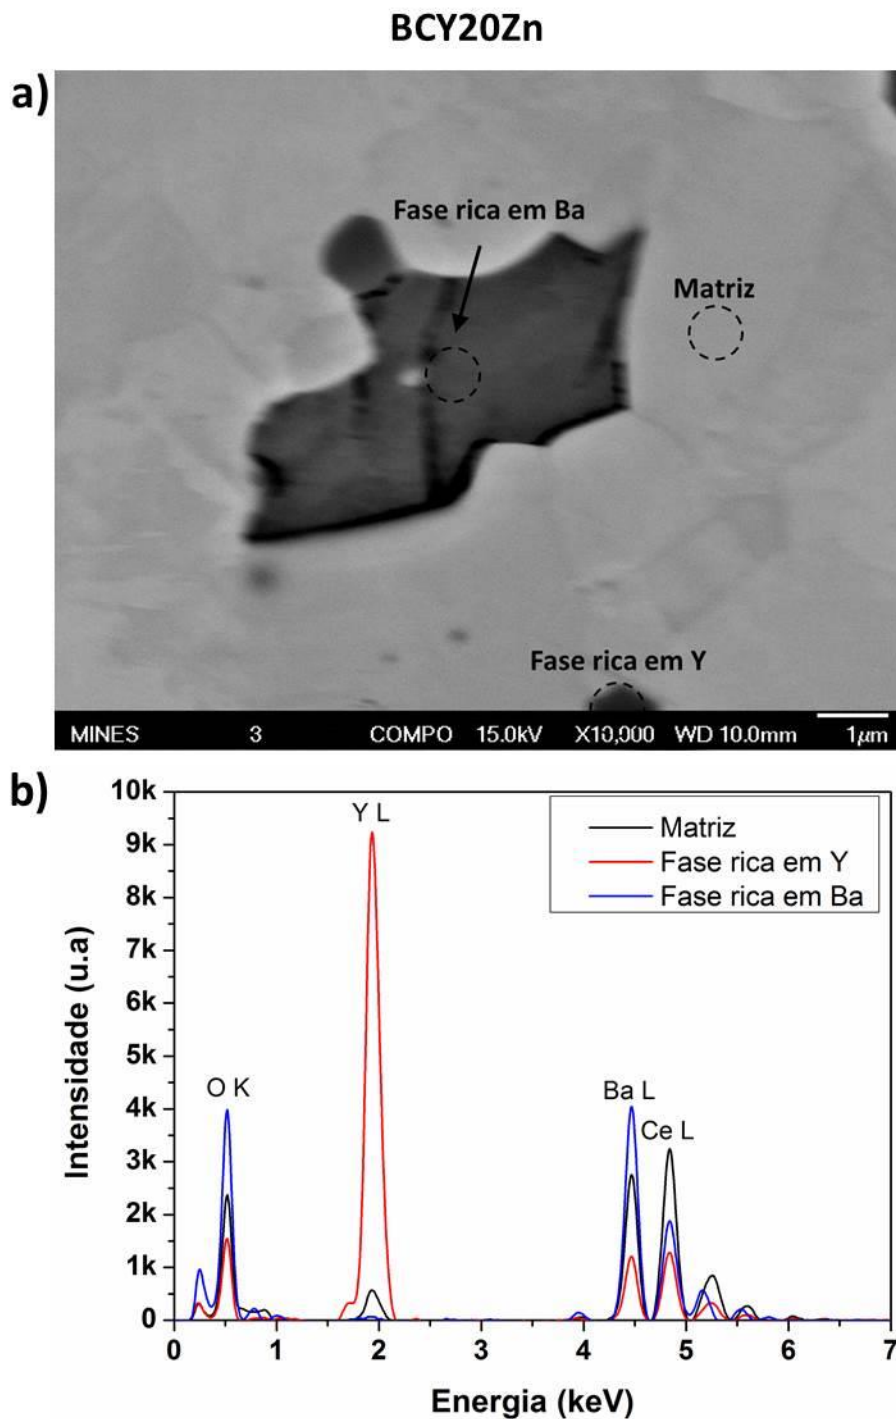 BCY20Zn
a)
Fase rica em Ba
Matriz
Fase rica em Y
MINES 3 COMPO 15.0kV X10,000 WD 10.0mm 1µm
b)
10k
9k
8k
7k
6k
5k
4k
3k
2k
1k
0
Intensidade (u.a)
Y L
O K
Ba L
Ce L
Matriz
Fase rica em Y
Fase rica em Ba
0 1 2 3 4 5 6 7
Energia (keV)